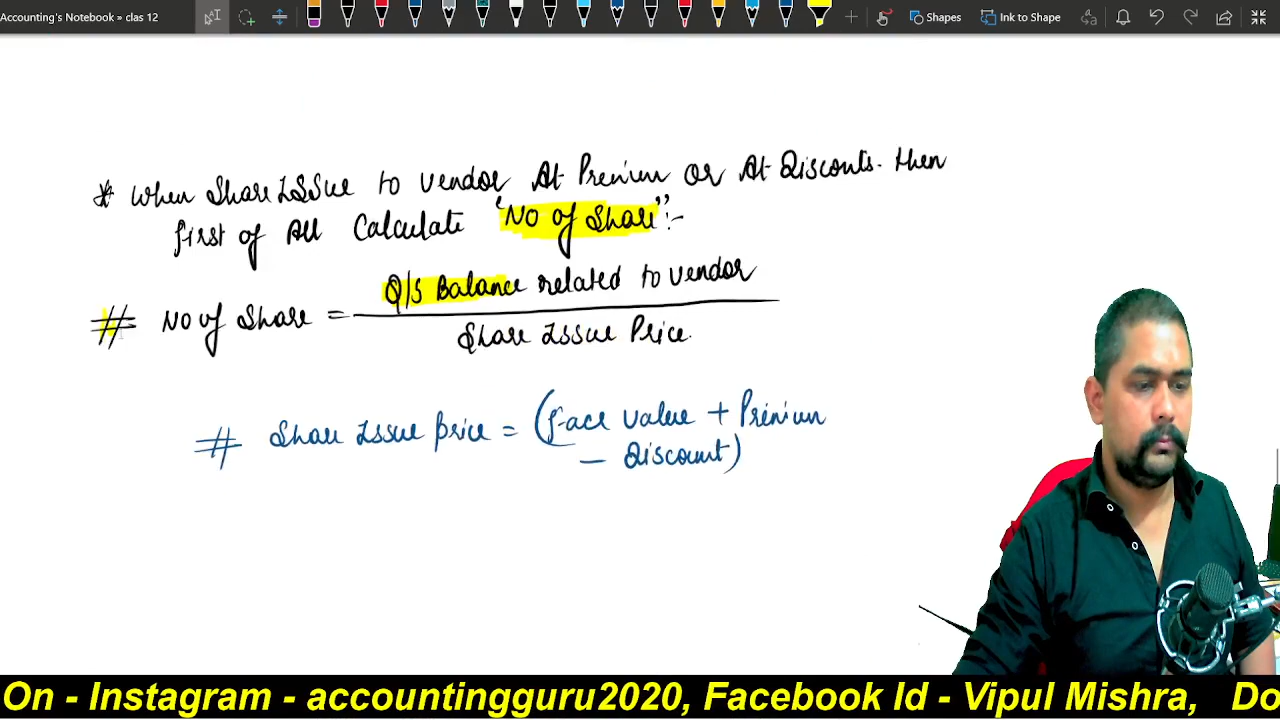 Accounting's Notebook » clas 12
Shapes
Ink to Shape
* When Share Issue to vendor At Premium or At Disconts. then
first of All Calculate "No of Share":-
# No of Share = O/S Balance related to vendor
Share Issue Price.
# Share Issue price = (face value + Premium
- Discount)
On - Instagram - accountingguru2020, Facebook Id - Vipul Mishra, Do